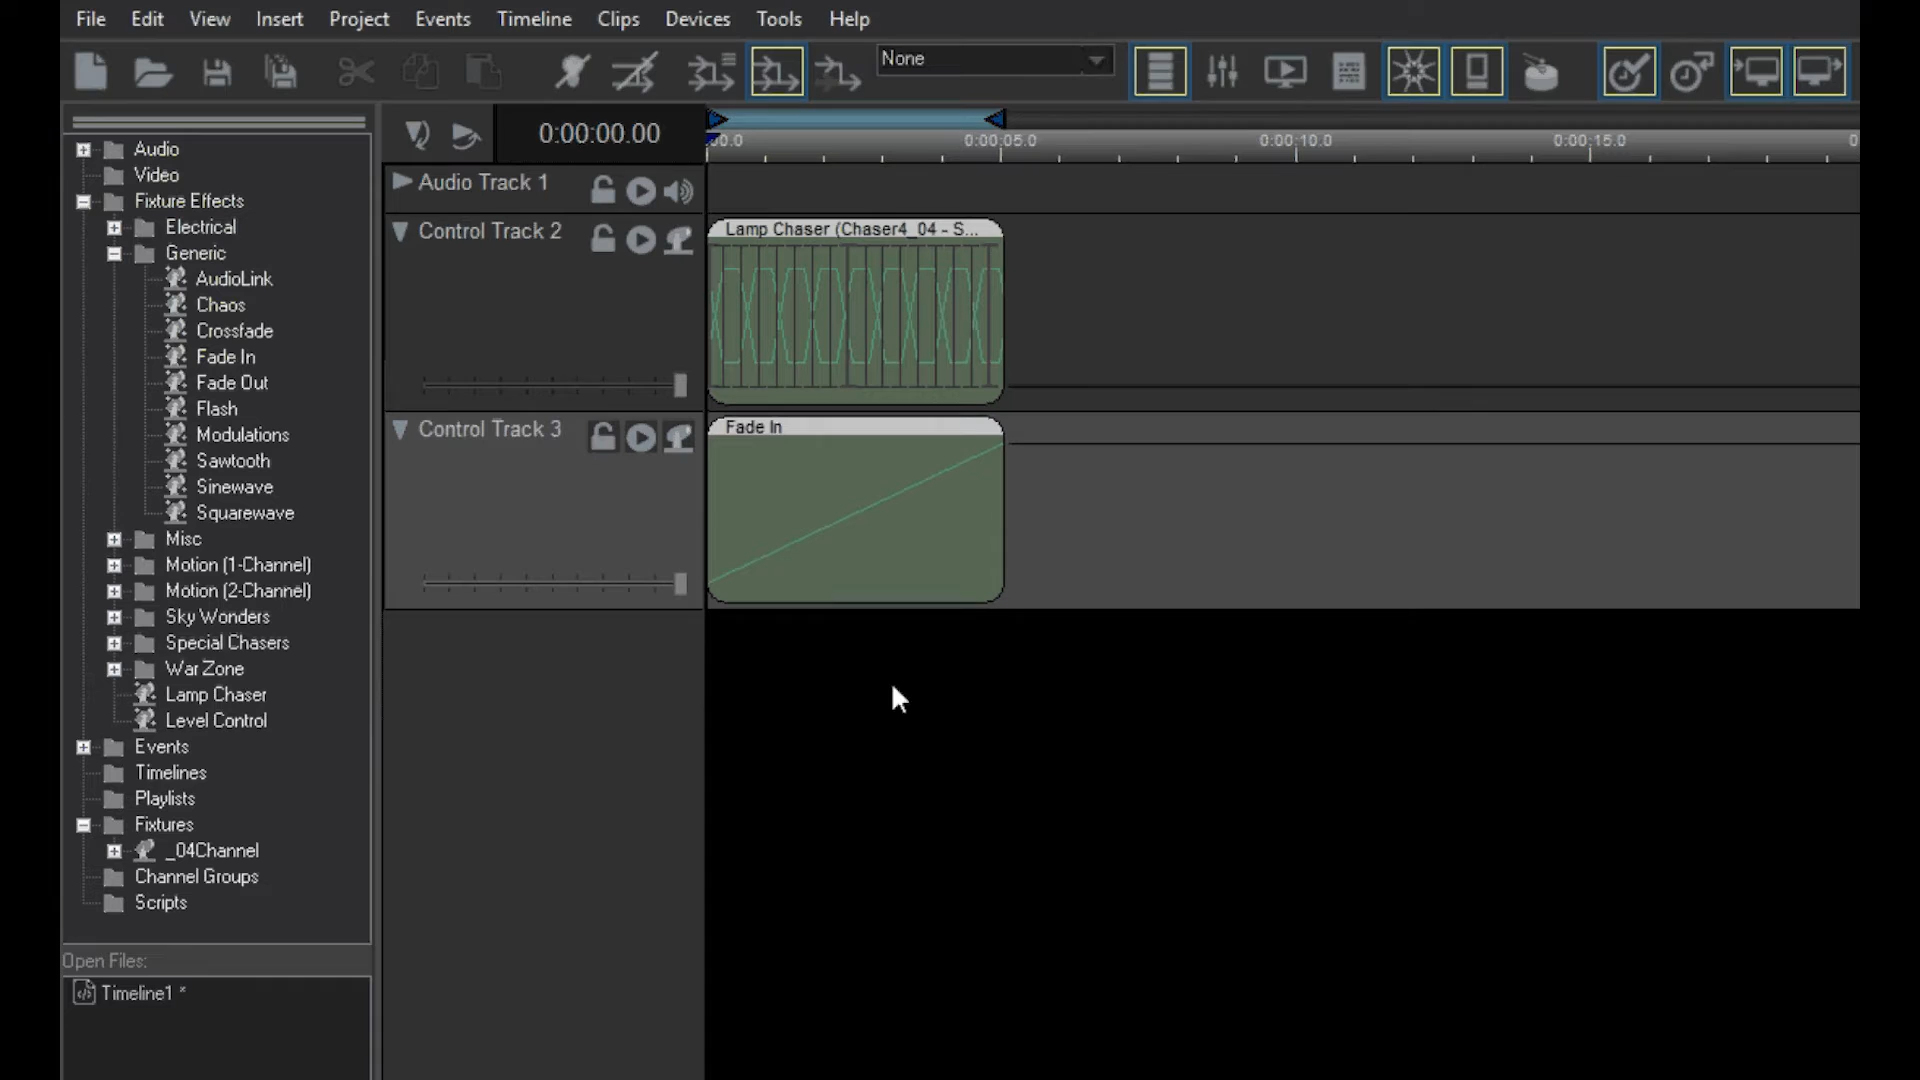 File Edit View Insert Project Events Timeline Clips Devices Tools Help
None
0:00:00.00
00.0 0:00:05.0 0:00:10.0 0:00:15.0 0
Audio
Video
Fixture Effects
Electrical
Generic
AudioLink
Chaos
Crossfade
Fade In
Fade Out
Flash
Modulations
Sawtooth
Sinewave
Squarewave
Misc
Motion (1-Channel)
Motion (2-Channel)
Sky Wonders
Special Chasers
War Zone
Lamp Chaser
Level Control
Events
Timelines
Playlists
Fixtures
_04Channel
Channel Groups
Scripts
Open Files:
Timeline1 *
Audio Track 1
Control Track 2
Lamp Chaser (Chaser4_04 - S...
Control Track 3
Fade In